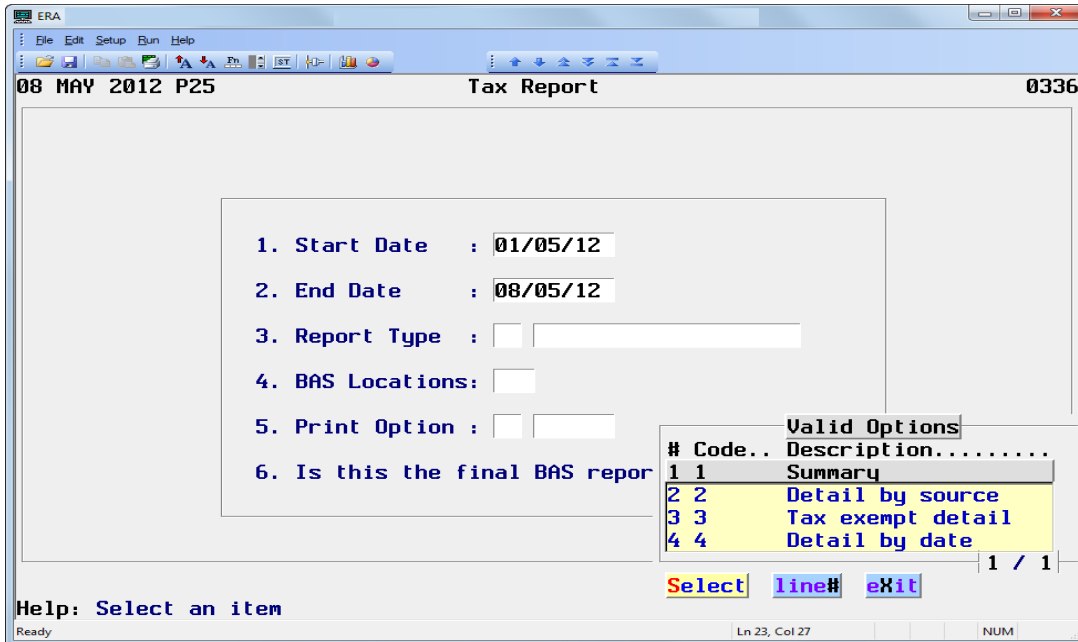 ERA
File Edit Setup Run Help
08 MAY 2012 P25 Tax Report 0336
1. Start Date : 01/05/12
2. End Date : 08/05/12
3. Report Type :
4. BAS Locations:
5. Print Option :
6. Is this the final BAS repor
Valid Options
# Code.. Description.........
1 1 Summary
2 2 Detail by source
3 3 Tax exempt detail
4 4 Detail by date
1 / 1
Select line# eXit
Help: Select an item
Ready Ln 23, Col 27 NUM